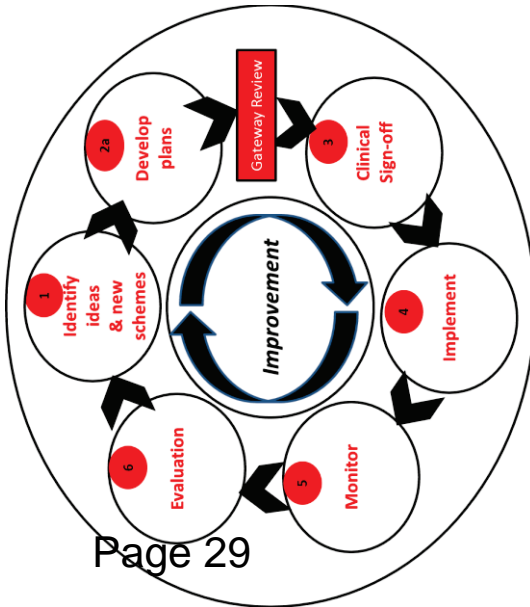 1
Identify
ideas
& new
schemes
2a
Develop
plans
Gateway Review
3
Clinical
Sign-off
4
Implement
5
Monitor
6
Evaluation
Improvement
Page 29